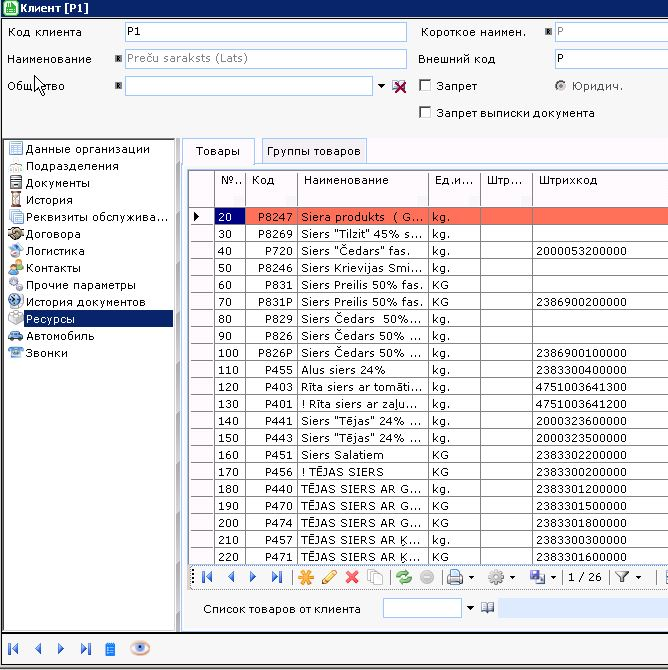 Клиент [P1]
Код клиента P1 Короткое наимен. P
Наименование Preču saraksts (Lats) Внешний код P
Общество Запрет Юридич.
Запрет выписки документа
Данные организации
Подразделения
Документы
История
Реквизиты обслужива...
Договора
Логистика
Контакты
Прочие параметры
История документов
Ресурсы
Автомобиль
Звонки
Товары Группы товаров
№.. Код Наименование Ед.и... Штр... Штрихкод
20 P8247 Siera produkts ( G... kg.
30 P8269 Siers "Tilzit" 45% s... kg.
40 P720 Siers "Čedars" fas. kg. 2000053200000
50 P8246 Siers Krievijas Smi... kg.
60 P831 Siers Preilis 50% fas. KG
70 P831P Siers Preilis 50% fas. KG 2386900200000
80 P829 Siers Čedars 50%... kg.
90 P826 Siers Čedars 50% ... kg.
100 P826P Siers Čedars 50% ... kg. 2386900100000
110 P455 Alus siers 24% kg. 2383300400000
120 P403 Rīta siers ar tomāti... kg. 4751003641300
130 P401 ! Rīta siers ar zaļu... kg. 4751003641200
140 P441 Siers "Tējas" 24% ... kg. 2000323600000
150 P443 Siers "Tējas" 24% ... kg. 2000323500000
160 P451 Siers Salatiem KG 2383302200000
170 P456 ! TĒJAS SIERS KG 2383302000000
180 P440 TĒJAS SIERS AR G... kg. 2383301200000
190 P470 TĒJAS SIERS AR G... KG 2383301500000
200 P474 TĒJAS SIERS AR G... KG 2383301800000
210 P457 TĒJAS SIERS AR Ķ... kg. 2383300300000
220 P471 TĒJAS SIERS AR Ķ... KG 2383301600000
1 / 26
Список товаров от клиента